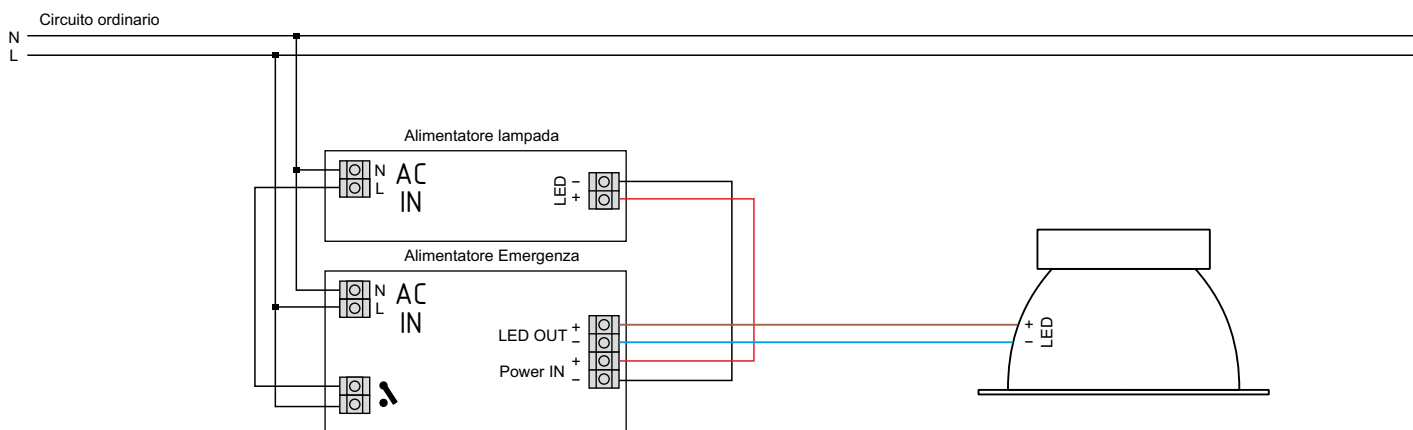 Circuito ordinario
N
L
Alimentatore lampada
N
L
AC
IN
LED
−
+
Alimentatore Emergenza
N
L
AC
IN
LED OUT
+
−
Power IN
+
−
+
−
LED